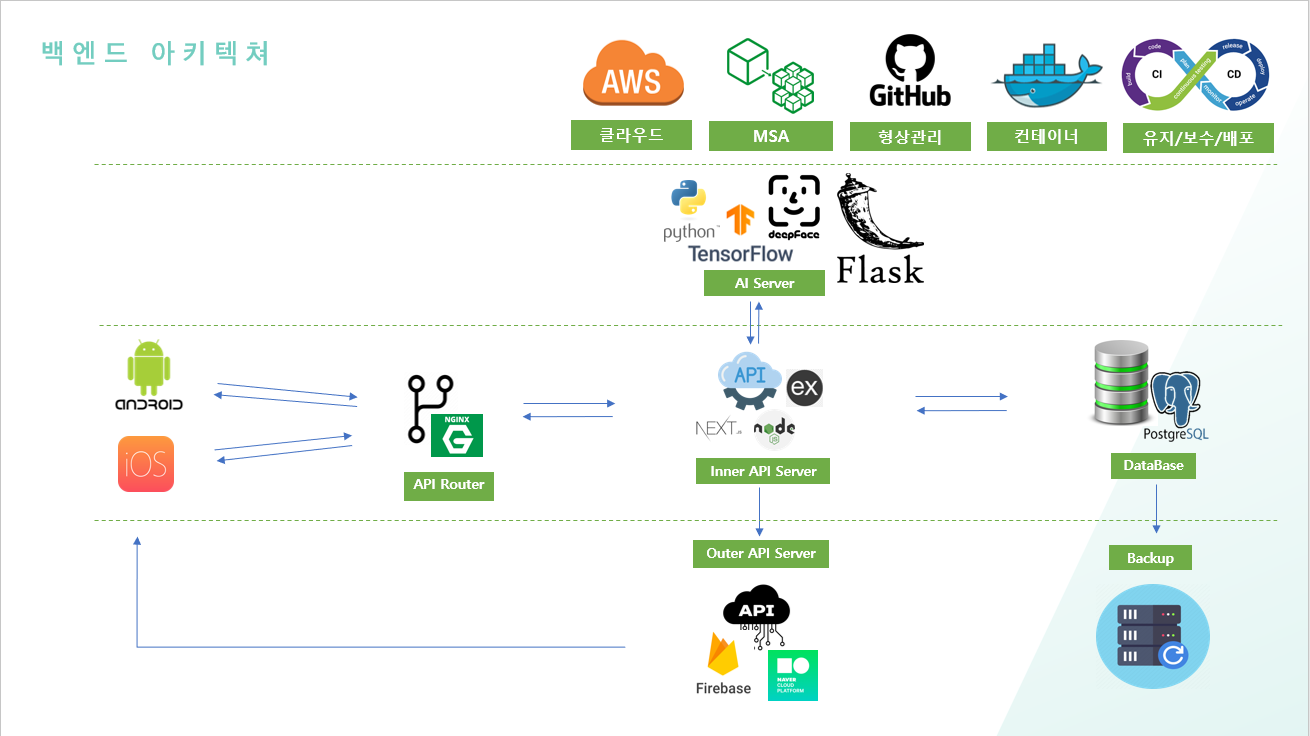 백엔드 아키텍쳐
AWS
GitHub
code
build
plan
continuous testing
CI
release
deploy
operate
monitor
CD
클라우드
MSA
형상관리
컨테이너
유지/보수/배포
python
TensorFlow
deepFace
Flask
AI Server
ANDROID
iOS
NGINX
G
API Router
API
ex
NEXT.JS
node
JS
Inner API Server
PostgreSQL
DataBase
Outer API Server
Backup
API
Firebase
NAVER
CLOUD
PLATFORM